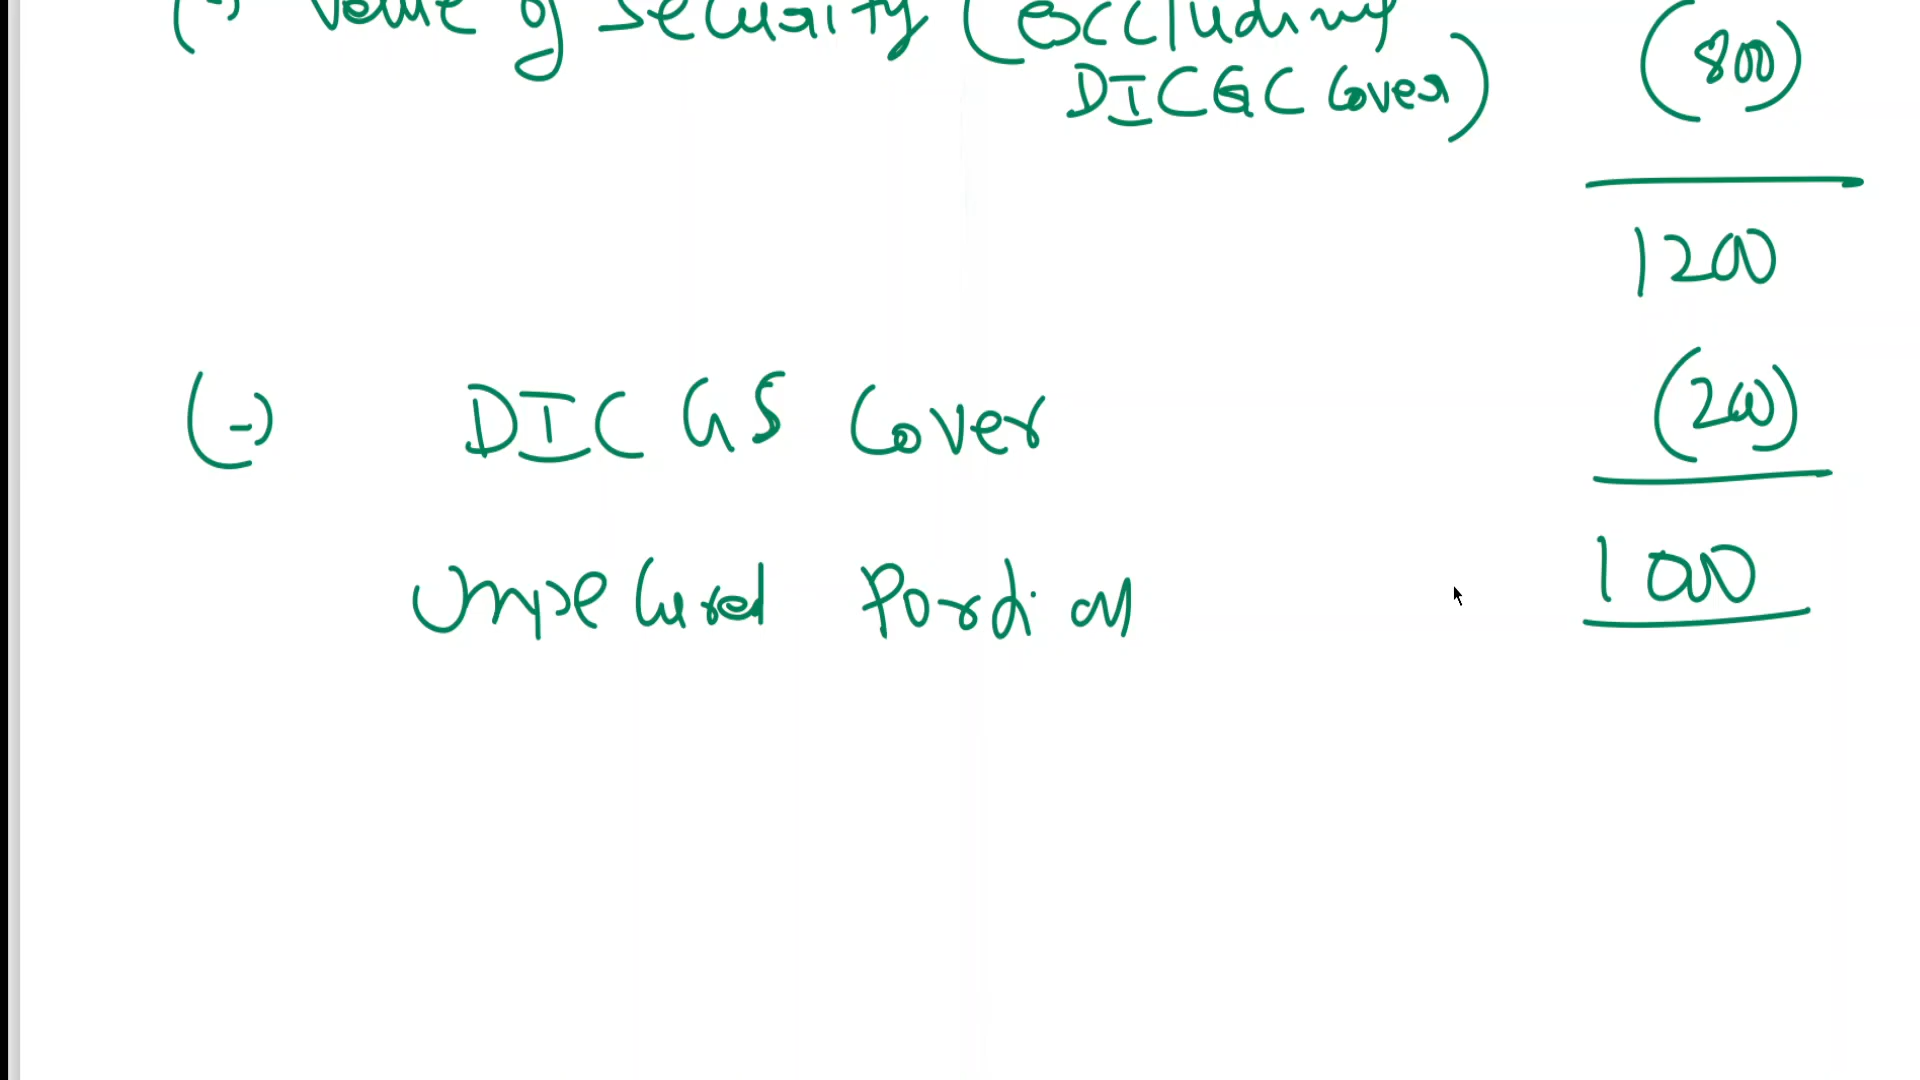 (-) Value of Security (excluding (800)
DICGC Cover)
1200
(-) DICGS Cover (200)
Unsecured Portion
1000